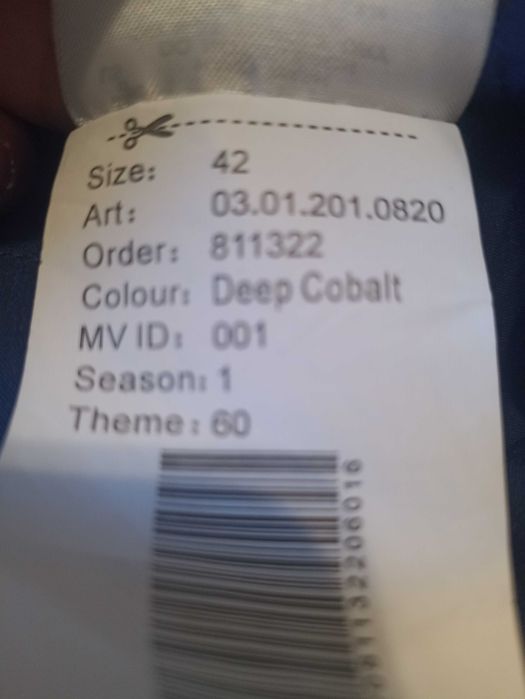 Size: 42
Art: 03.01.201.0820
Order: 811322
Colour: Deep Cobalt
MV ID: 001
Season: 1
Theme: 60